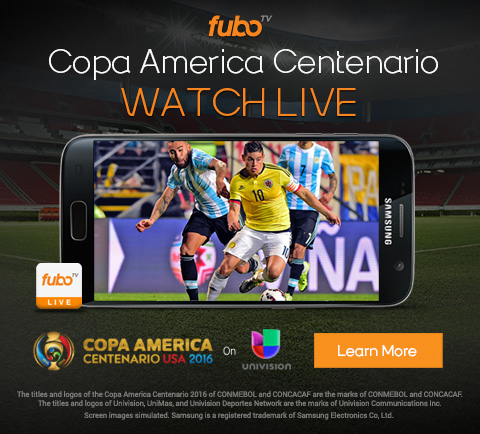 fuboTV
Copa America Centenario
WATCH LIVE
10
SAMSUNG
fuboTV
LIVE
COPA AMERICA
CENTENARIO USA 2016
On
UNIVISION
Learn More
The titles and logos of the Copa America Centenario 2016 of CONMEBOL and CONCACAF are the marks of CONMEBOL and CONCACAF.
The titles and logos of Univision, UniMas, and Univision Deportes Network are the marks of Univision Communications Inc.
Screen images simulated. Samsung is a registered trademark of Samsung Electronics Co, Ltd.